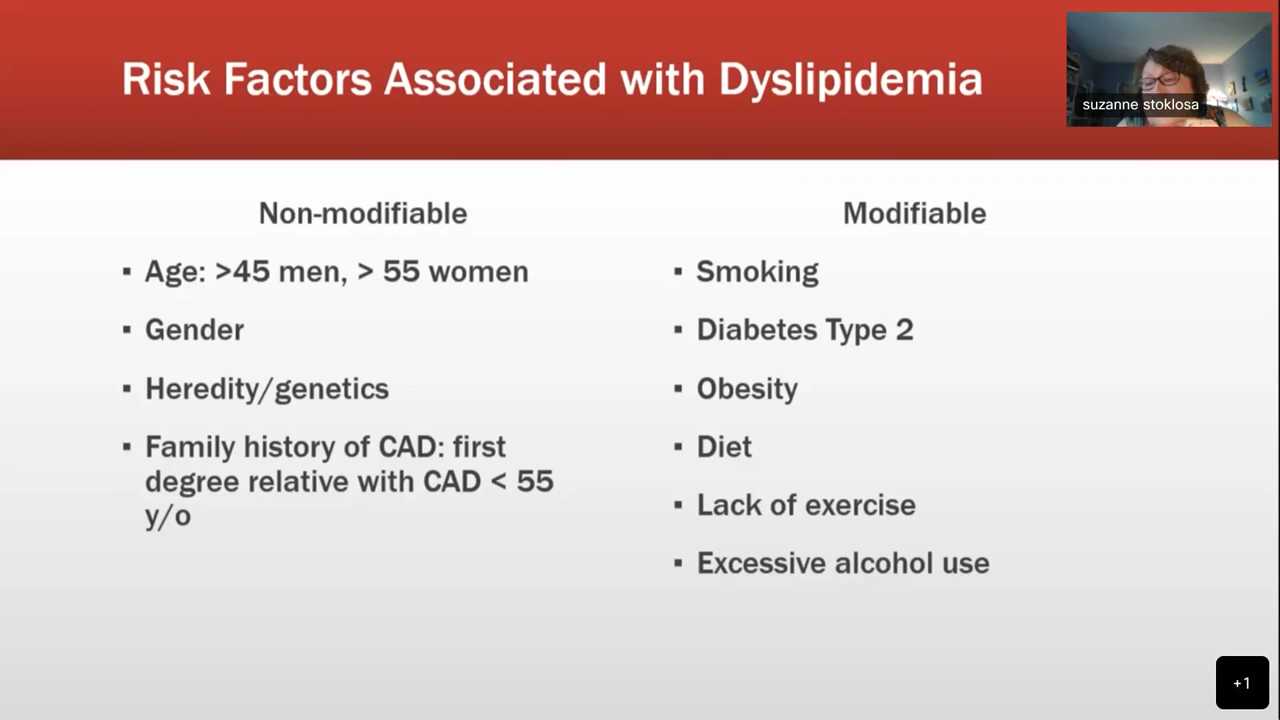 Risk Factors Associated with Dyslipidemia
suzanne stoklosa
Non-modifiable
▪ Age: >45 men, > 55 women
▪ Gender
▪ Heredity/genetics
▪ Family history of CAD: first
degree relative with CAD < 55
y/o
Modifiable
▪ Smoking
▪ Diabetes Type 2
▪ Obesity
▪ Diet
▪ Lack of exercise
▪ Excessive alcohol use
+1